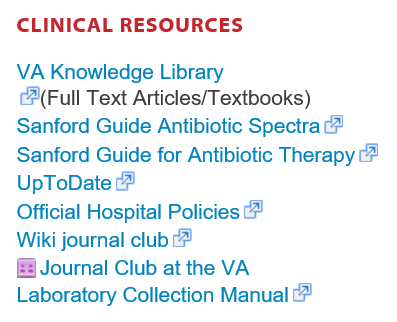 CLINICAL RESOURCES
VA Knowledge Library
(Full Text Articles/Textbooks)
Sanford Guide Antibiotic Spectra
Sanford Guide for Antibiotic Therapy
UpToDate
Official Hospital Policies
Wiki journal club
Journal Club at the VA
Laboratory Collection Manual